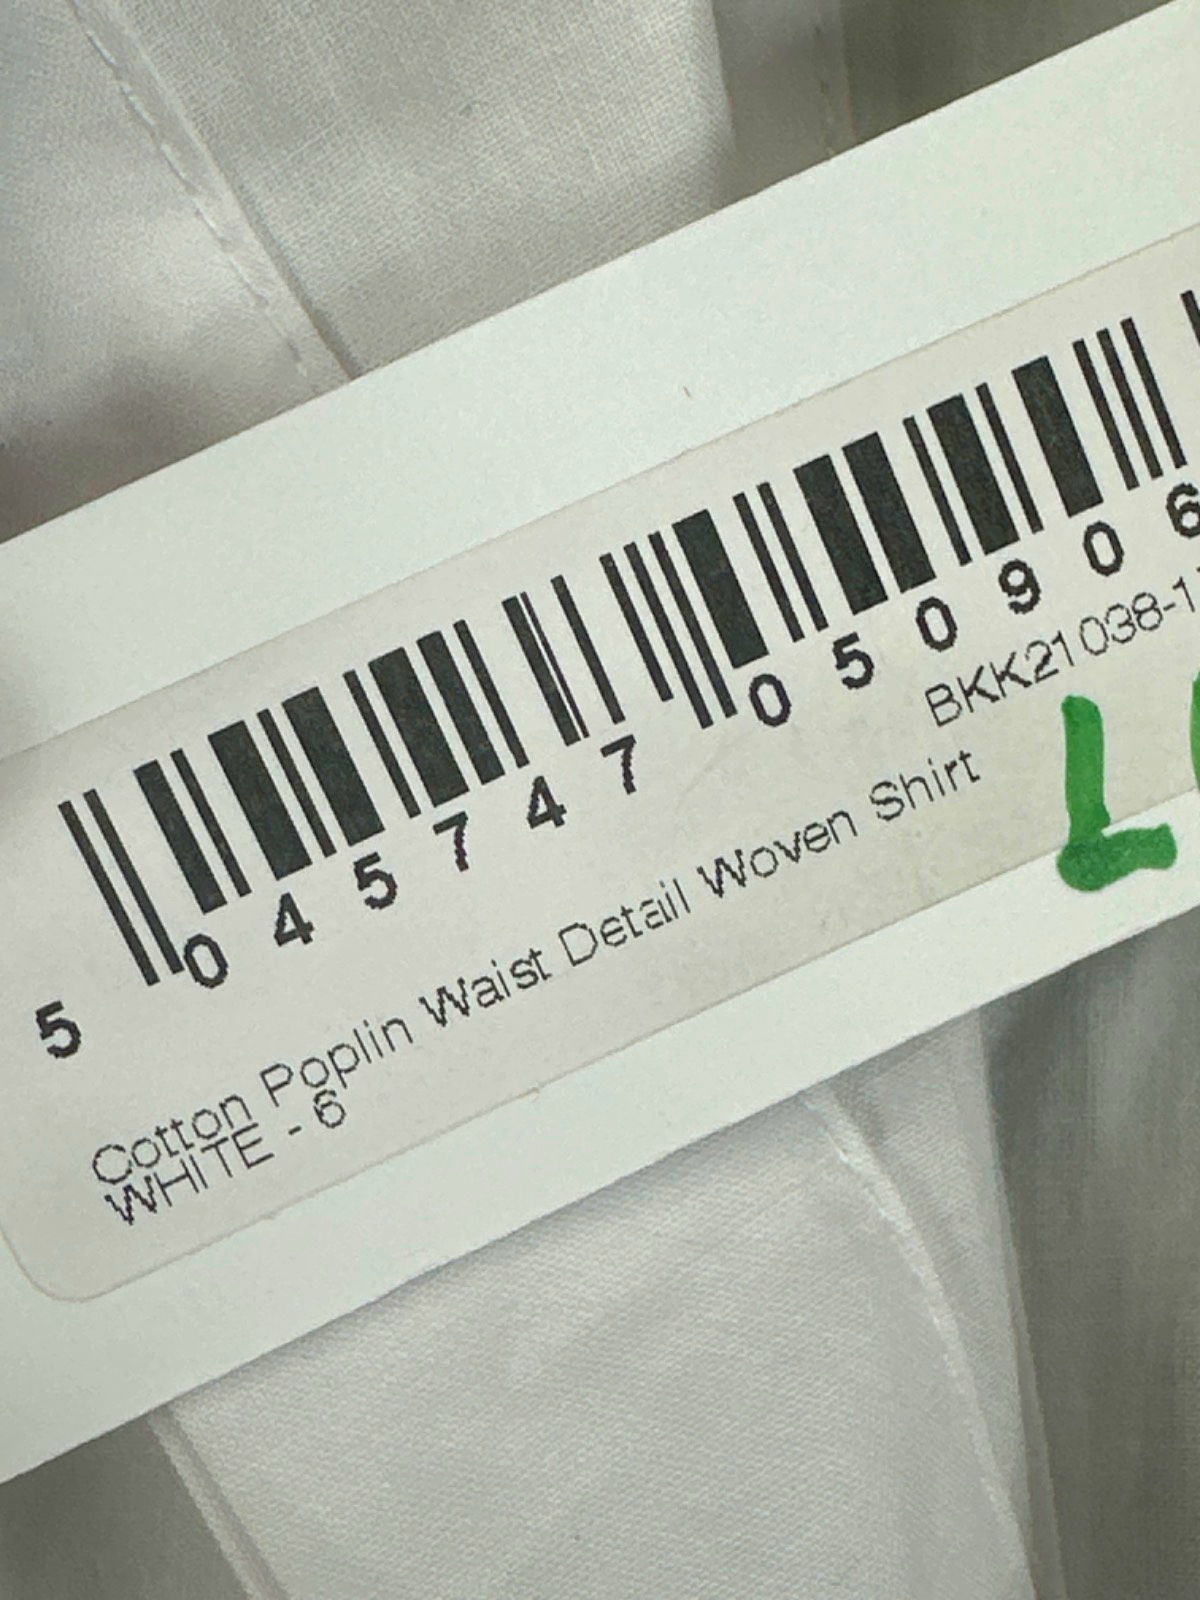 5 045747 050906
BKK21038-1
Cotton Poplin Waist Detail Woven Shirt
WHITE - 6
L